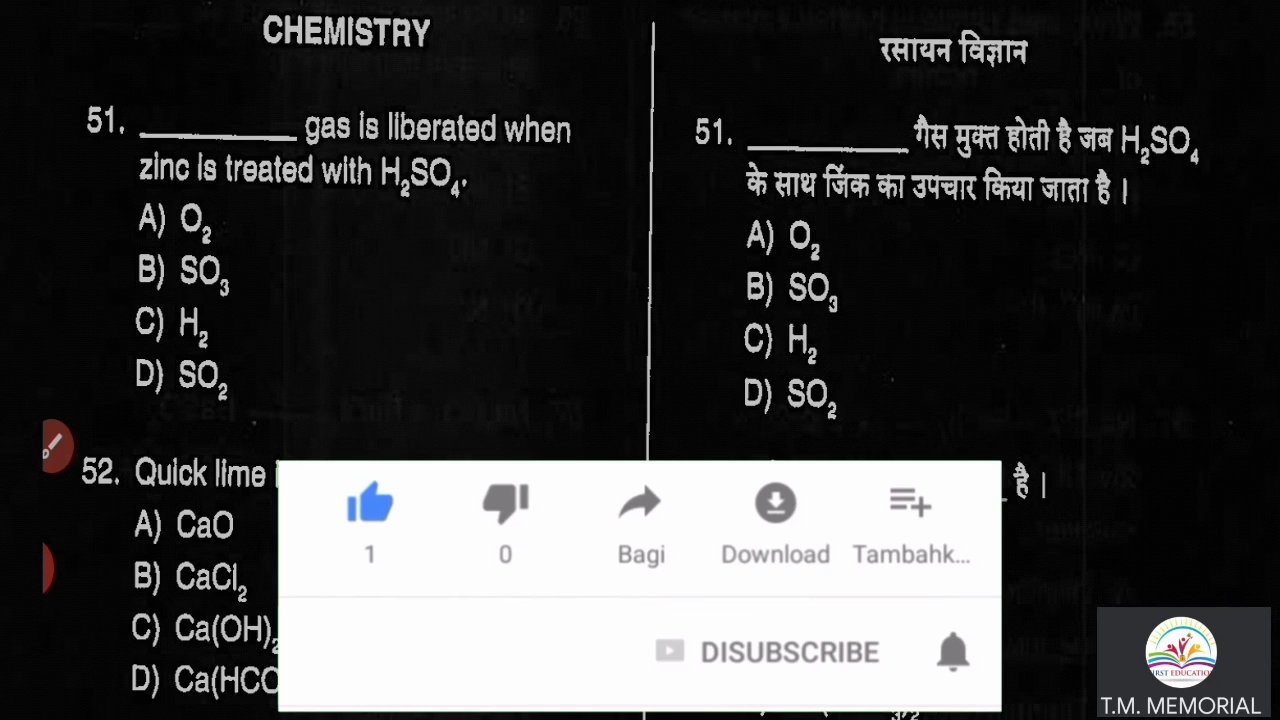 CHEMISTRY
51. __________ gas is liberated when
zinc is treated with H₂SO₄.
A) O₂
B) SO₃
C) H₂
D) SO₂
52. Quick lime
A) CaO
B) CaCl₂
C) Ca(OH)₂
D) Ca(HCO
रसायन विज्ञान
51. __________ गैस मुक्त होती है जब H₂SO₄
के साथ जिंक का उपचार किया जाता है ।
A) O₂
B) SO₃
C) H₂
D) SO₂
है ।
1
0
Bagi
Download
Tambahk...
DISUBSCRIBE
T.M. MEMORIAL